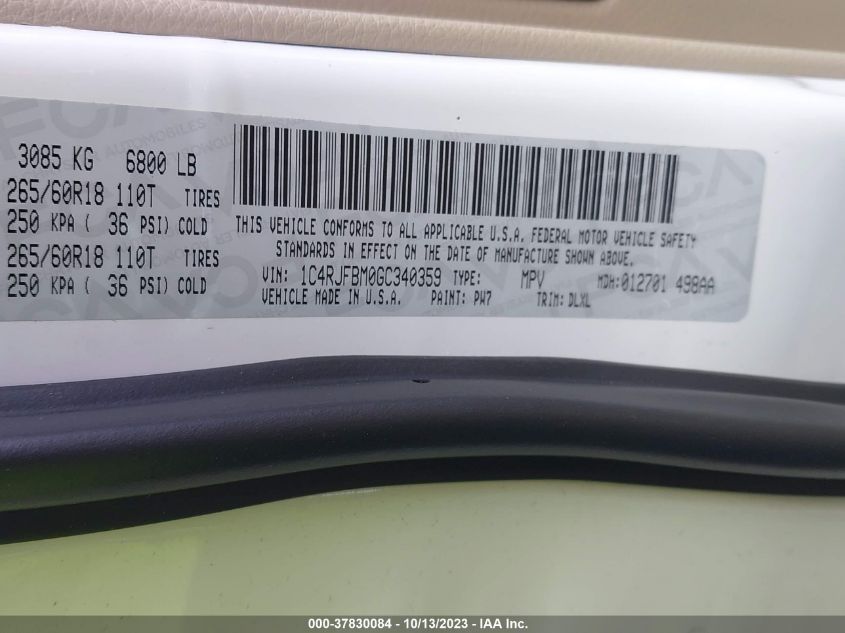 3085 KG 6800 LB
265/60R18 110T TIRES
250 KPA ( 36 PSI) COLD
265/60R18 110T TIRES
250 KPA ( 36 PSI) COLD
THIS VEHICLE CONFORMS TO ALL APPLICABLE U.S.A. FEDERAL MOTOR VEHICLE SAFETY
STANDARDS IN EFFECT ON THE DATE OF MANUFACTURE SHOWN ABOVE.
VIN: 1C4RJFBM0GC340359 TYPE: MPV MDH:012701 498AA
VEHICLE MADE IN U.S.A. PAINT: PW7 TRIM: DLXL
000-37830084 - 10/13/2023 - IAA Inc.